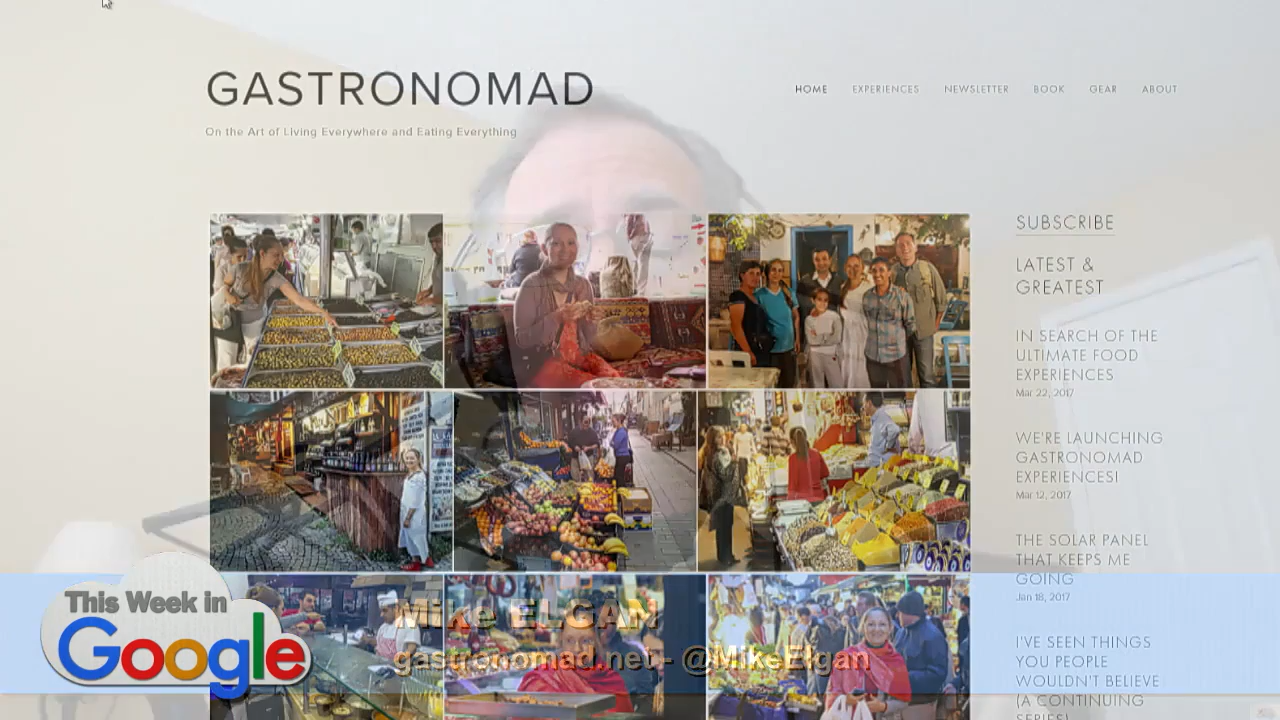 GASTRONOMAD
On the Art of Living Everywhere and Eating Everything
HOME EXPERIENCES NEWSLETTER BOOK GEAR ABOUT
SUBSCRIBE
LATEST &
GREATEST
IN SEARCH OF THE
ULTIMATE FOOD
EXPERIENCES
Mar 22, 2017
WE'RE LAUNCHING
GASTRONOMAD
EXPERIENCES!
Mar 12, 2017
THE SOLAR PANEL
THAT KEEPS ME
GOING
Jan 18, 2017
I'VE SEEN THINGS
YOU PEOPLE
WOULDN'T BELIEVE
(A CONTINUING
SERIES)
This Week in
Google
Mike ELGAN
gastronomad.net - @MikeElgan